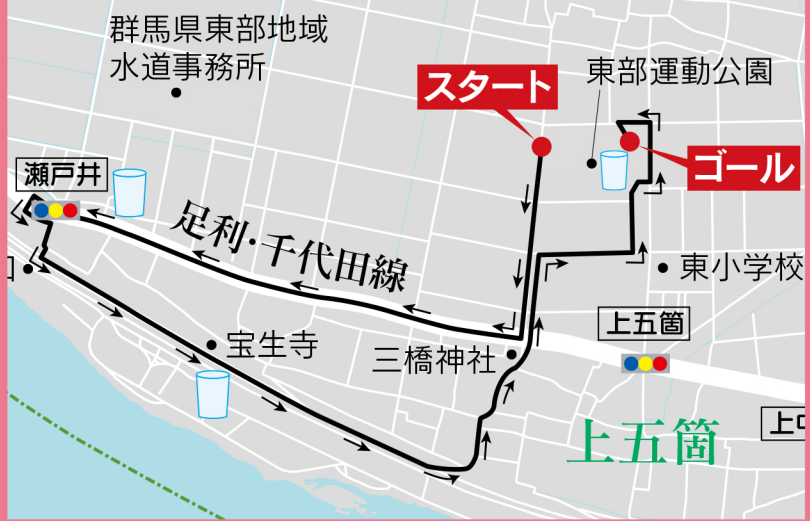 群馬県東部地域
水道事務所
スタート
東部運動公園
ゴール
瀬戸井
足利・千代田線
東小学校
上五箇
宝生寺
三橋神社
上五箇